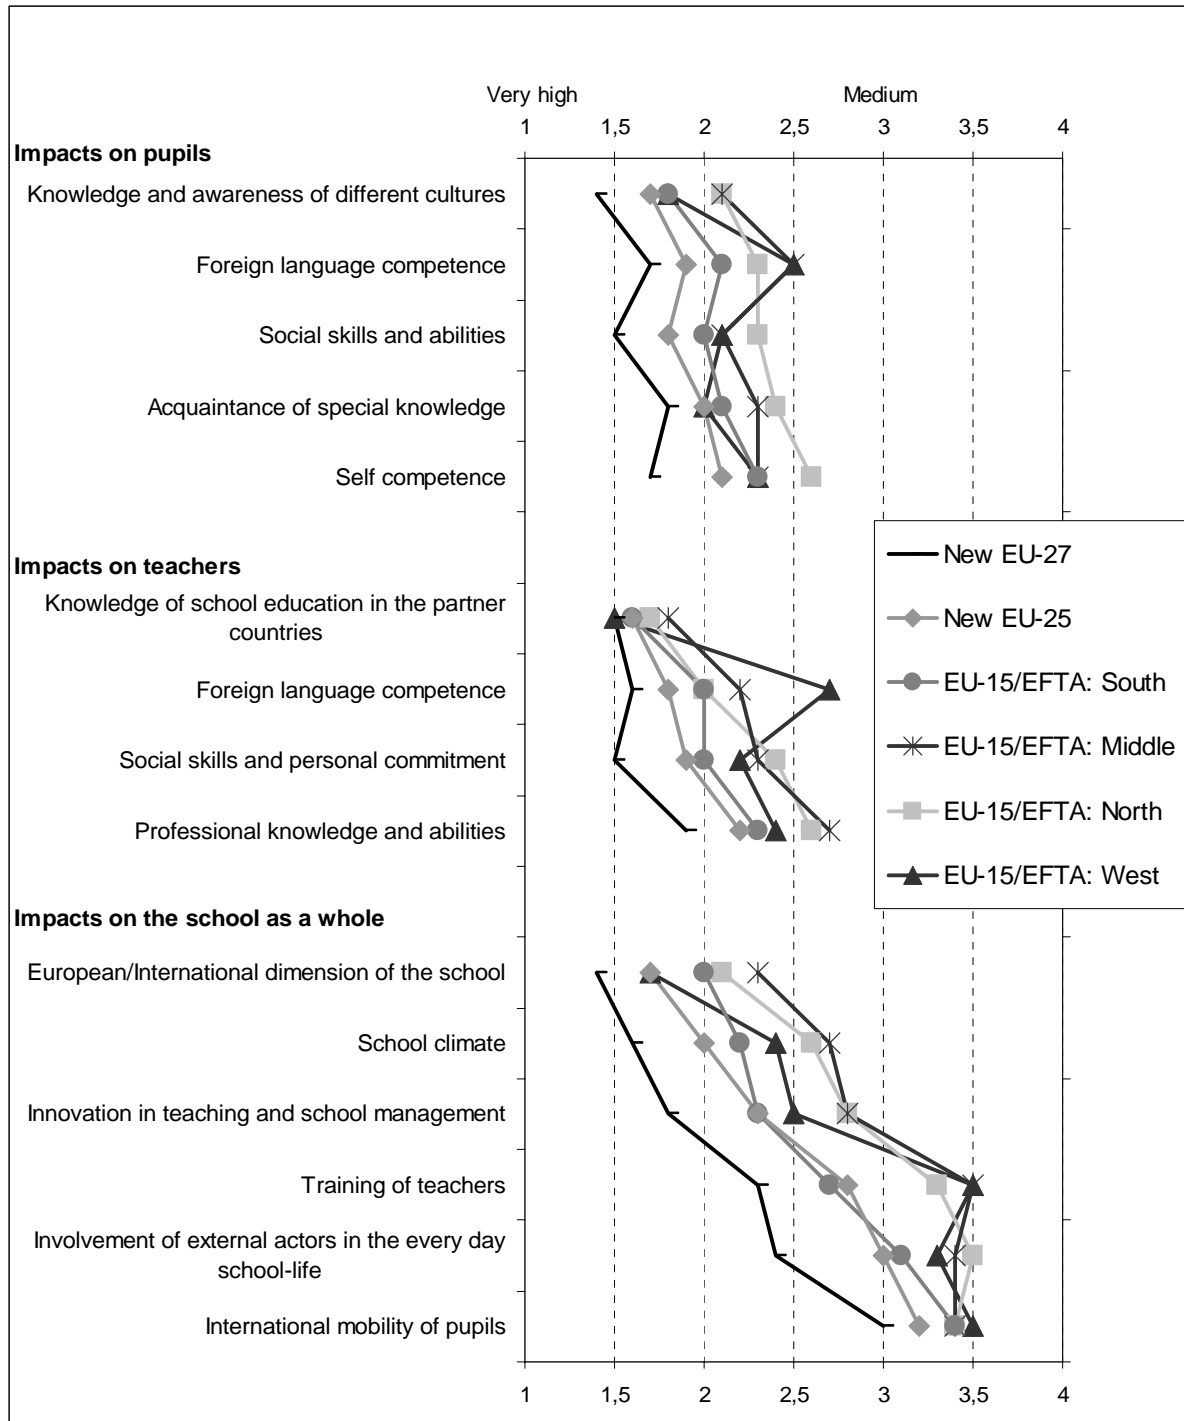 Very high Medium
1 1,5 2 2,5 3 3,5 4
Impacts on pupils
Knowledge and awareness of different cultures
Foreign language competence
Social skills and abilities
Acquaintance of special knowledge
Self competence
Impacts on teachers
Knowledge of school education in the partner
countries
Foreign language competence
Social skills and personal commitment
Professional knowledge and abilities
Impacts on the school as a whole
European/International dimension of the school
School climate
Innovation in teaching and school management
Training of teachers
Involvement of external actors in the every day
school-life
International mobility of pupils
New EU-27
New EU-25
EU-15/EFTA: South
EU-15/EFTA: Middle
EU-15/EFTA: North
EU-15/EFTA: West
1 1,5 2 2,5 3 3,5 4